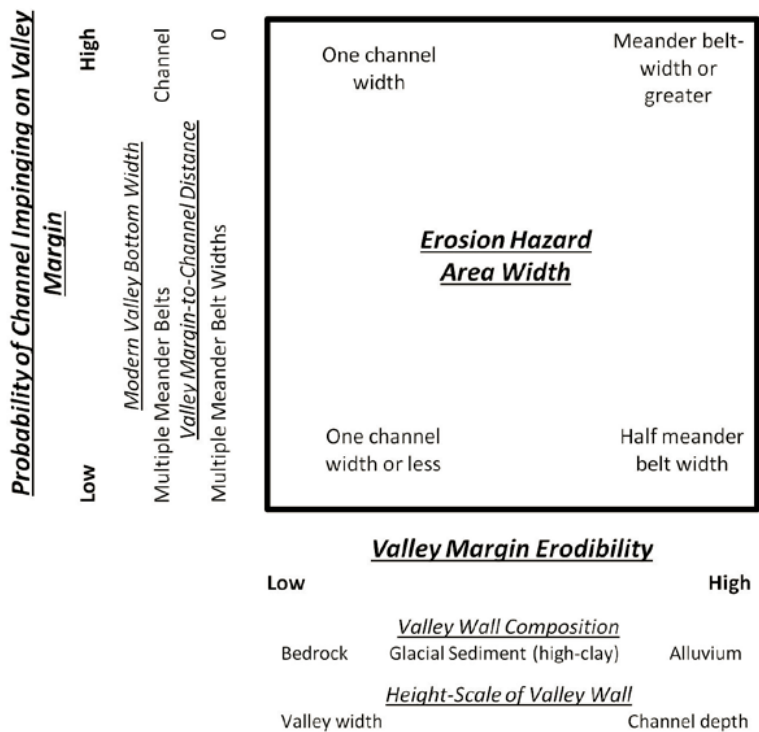 Probability of Channel Impinging on Valley
Margin
Low High
Modern Valley Bottom Width
Multiple Meander Belts Channel
Valley Margin-to-Channel Distance
Multiple Meander Belt Widths 0
One channel
width
Meander belt-
width or
greater
Erosion Hazard
Area Width
One channel
width or less
Half meander
belt width
Valley Margin Erodibility
Low High
Valley Wall Composition
Bedrock Glacial Sediment (high-clay) Alluvium
Height-Scale of Valley Wall
Valley width Channel depth